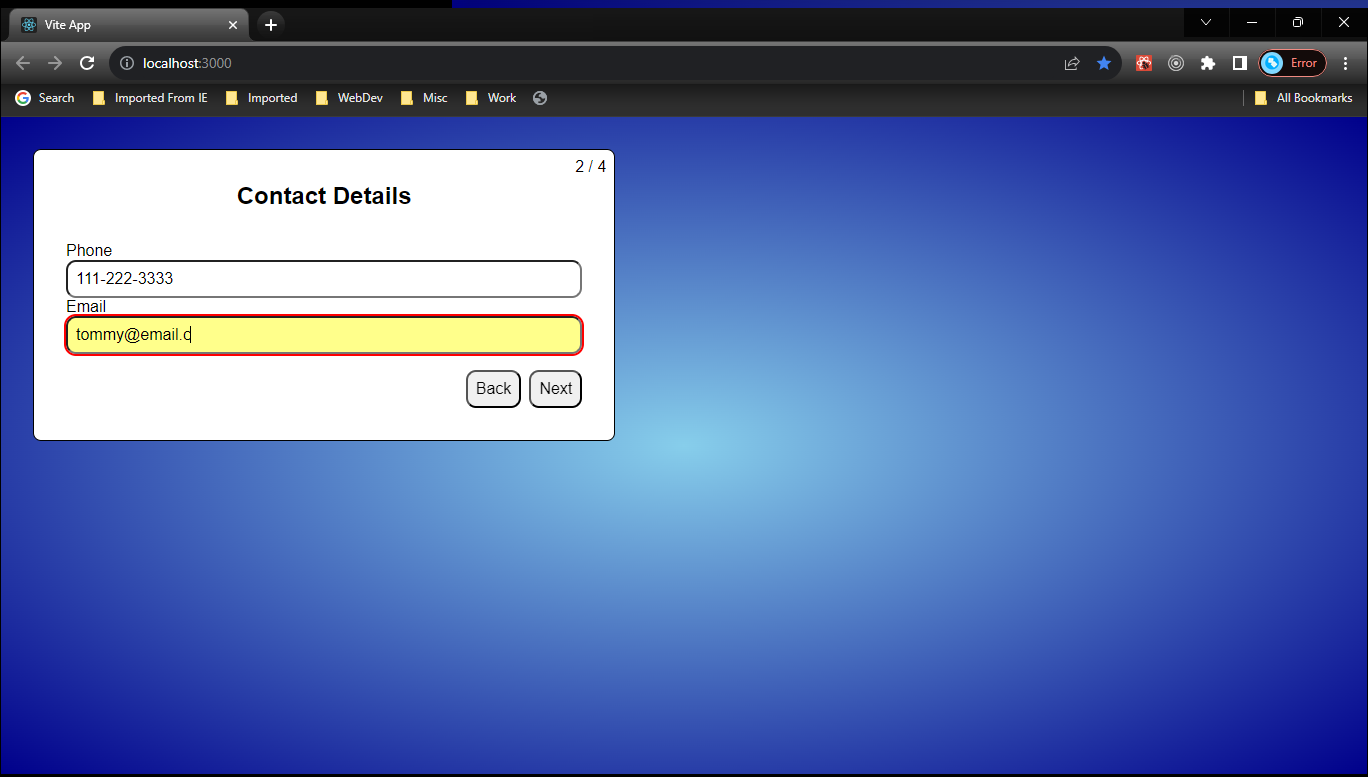 Vite App
localhost:3000
Error
Search Imported From IE Imported WebDev Misc Work All Bookmarks
2 / 4
Contact Details
Phone
111-222-3333
Email
tommy@email.c
Back Next